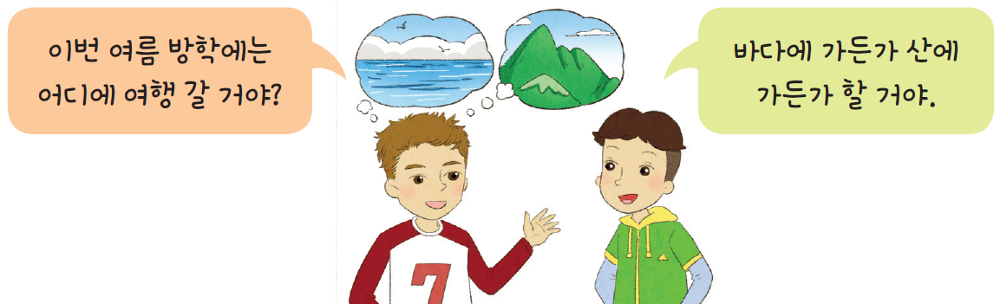 이번 여름 방학에는
어디에 여행 갈 거야?
바다에 가든가 산에
가든가 할 거야.
7